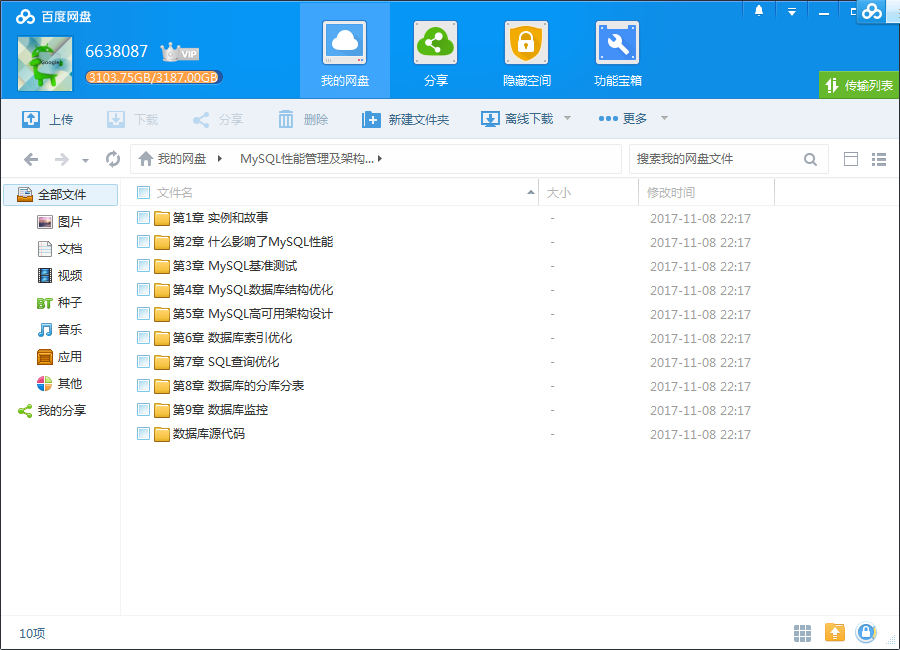 百度网盘
6638087 VIP
3103.75GB/3187.00GB
我的网盘 分享 隐藏空间 功能宝箱
传输列表
上传 下载 分享 删除 新建文件夹 离线下载 更多
我的网盘 MySQL性能管理及架构... 搜索我的网盘文件
全部文件
图片
文档
视频
BT 种子
音乐
应用
其他
我的分享
文件名 大小 修改时间
第1章 实例和故事 - 2017-11-08 22:17
第2章 什么影响了MySQL性能 - 2017-11-08 22:17
第3章 MySQL基准测试 - 2017-11-08 22:17
第4章 MySQL数据库结构优化 - 2017-11-08 22:17
第5章 MySQL高可用架构设计 - 2017-11-08 22:17
第6章 数据库索引优化 - 2017-11-08 22:17
第7章 SQL查询优化 - 2017-11-08 22:17
第8章 数据库的分库分表 - 2017-11-08 22:17
第9章 数据库监控 - 2017-11-08 22:17
数据库源代码 - 2017-11-08 22:17
10项